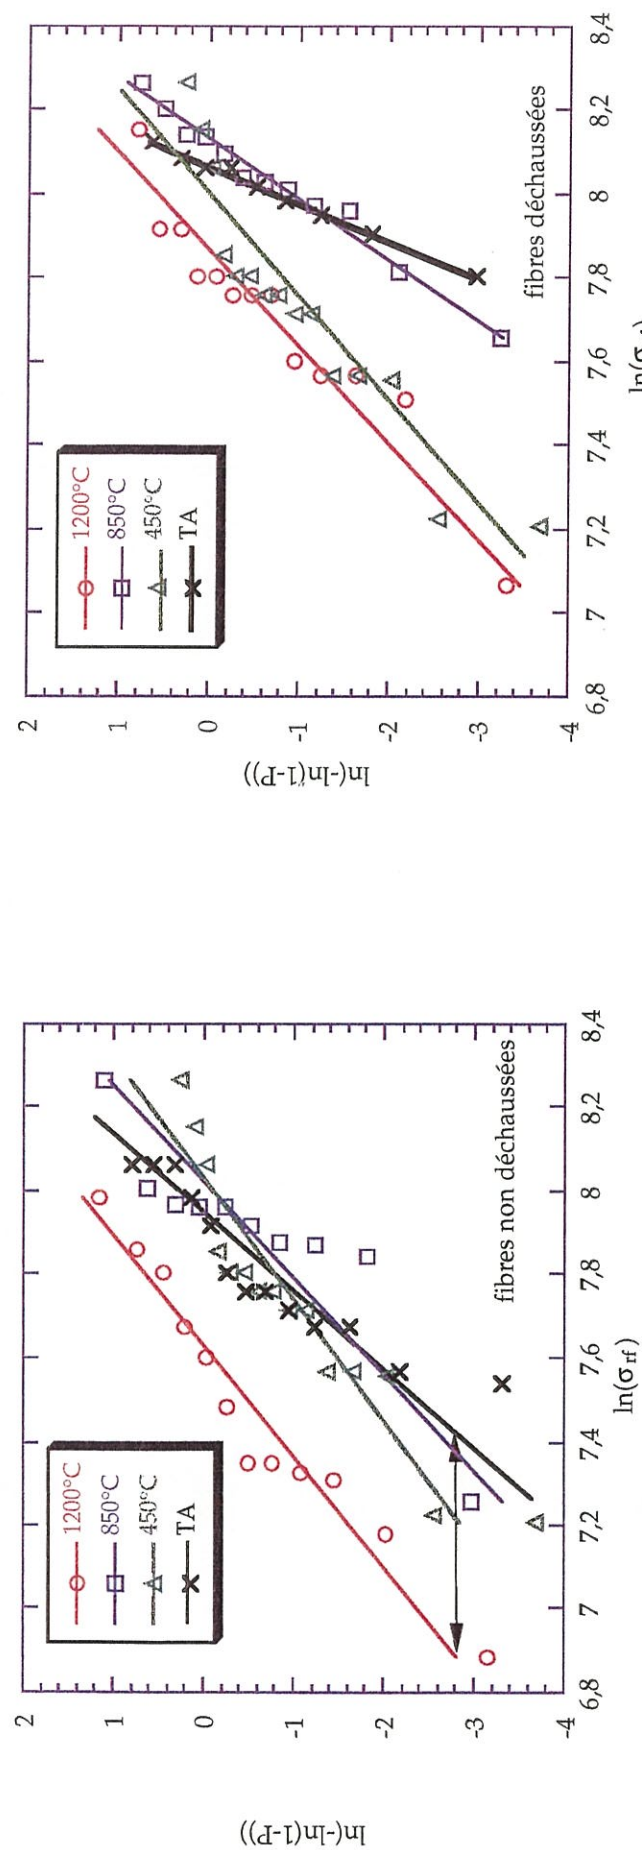 2
1
0
-1
-2
-3
-4
ln(-ln(1-P))
1200°C
850°C
450°C
TA
fibres non déchaussées
6,8
7
7,2
7,4
7,6
7,8
8
8,2
8,4
ln(σrf)
2
1
0
-1
-2
-3
-4
ln(-ln(1-P))
1200°C
850°C
450°C
TA
fibres déchaussées
6,8
7
7,2
7,4
7,6
7,8
8
8,2
8,4